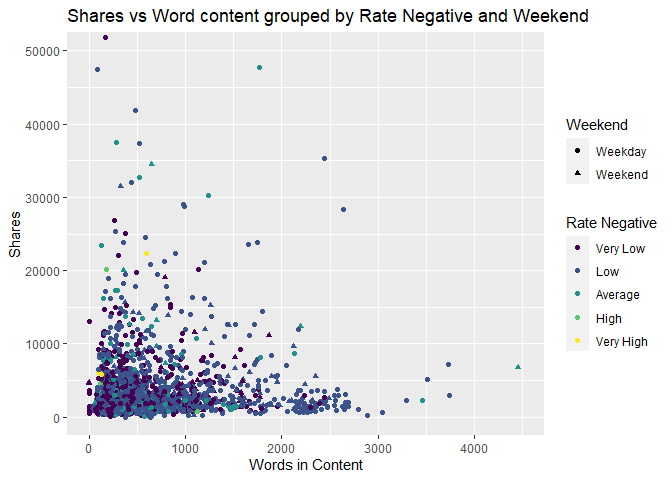 Shares vs Word content grouped by Rate Negative and Weekend
50000
40000
30000
20000
10000
0
Shares
0 1000 2000 3000 4000
Words in Content
Weekend
Weekday
Weekend
Rate Negative
Very Low
Low
Average
High
Very High